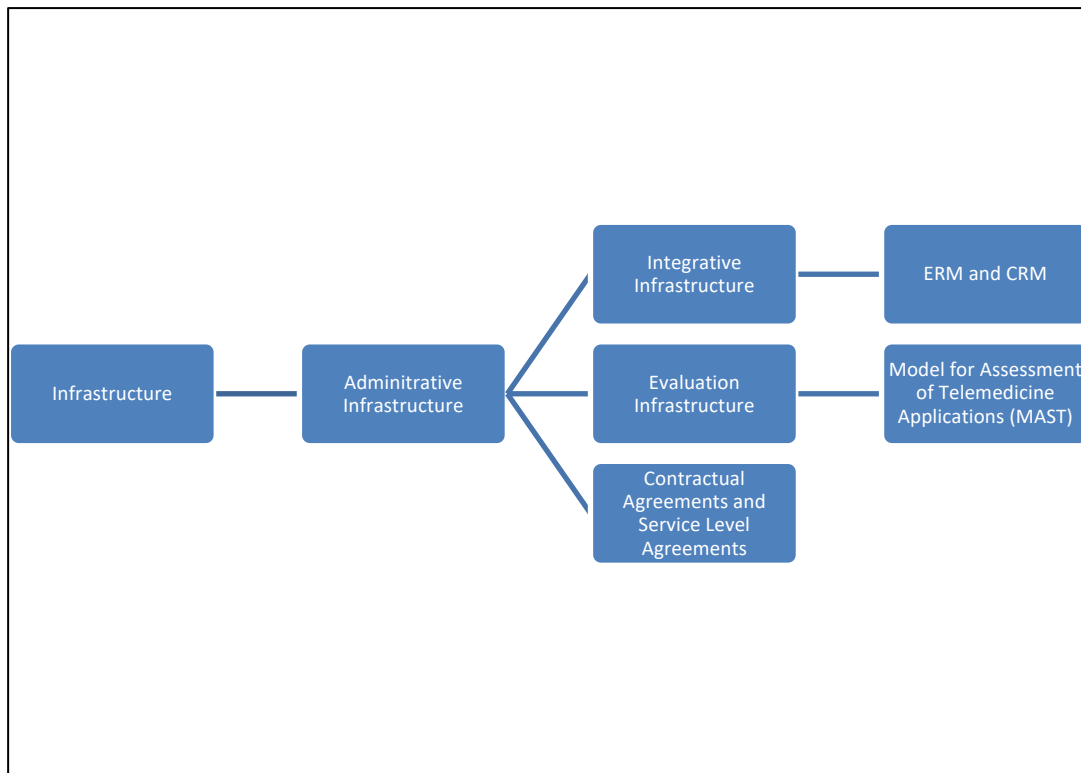 Infrastructure
Adminitrative
Infrastructure
Integrative
Infrastructure
ERM and CRM
Evaluation
Infrastructure
Model for Assessment
of Telemedicine
Applications (MAST)
Contractual
Agreements and
Service Level
Agreements